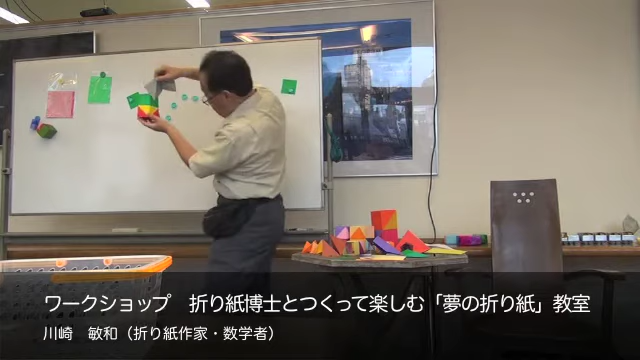 ワークショップ　折り紙博士とつくって楽しむ「夢の折り紙」教室
川崎　敏和（折り紙作家・数学者）